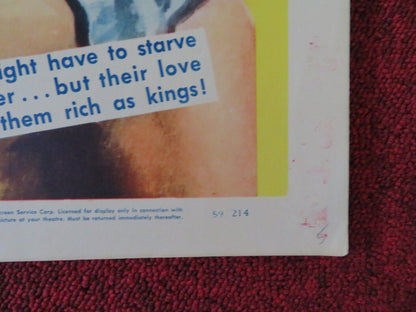 ight have to starve
er... but their love
them rich as kings!
creen Service Corp. Licensed for display only in connection with
picture at your theatre. Must be returned immediately thereafter.
59 214